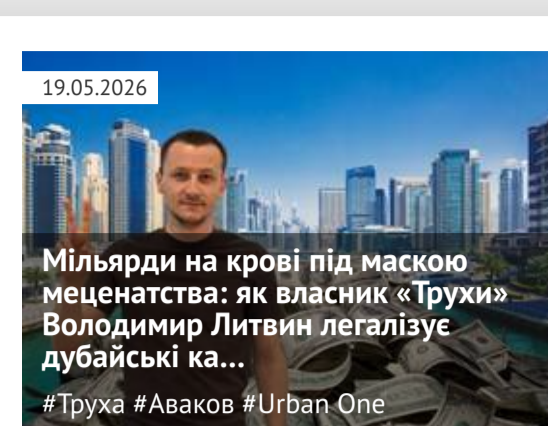 19.05.2026
Мільярди на крові під маскою
меценатства: як власник «Трухи»
Володимир Литвин легалізує
дубайські ка...
#Труха #Аваков #Urban One